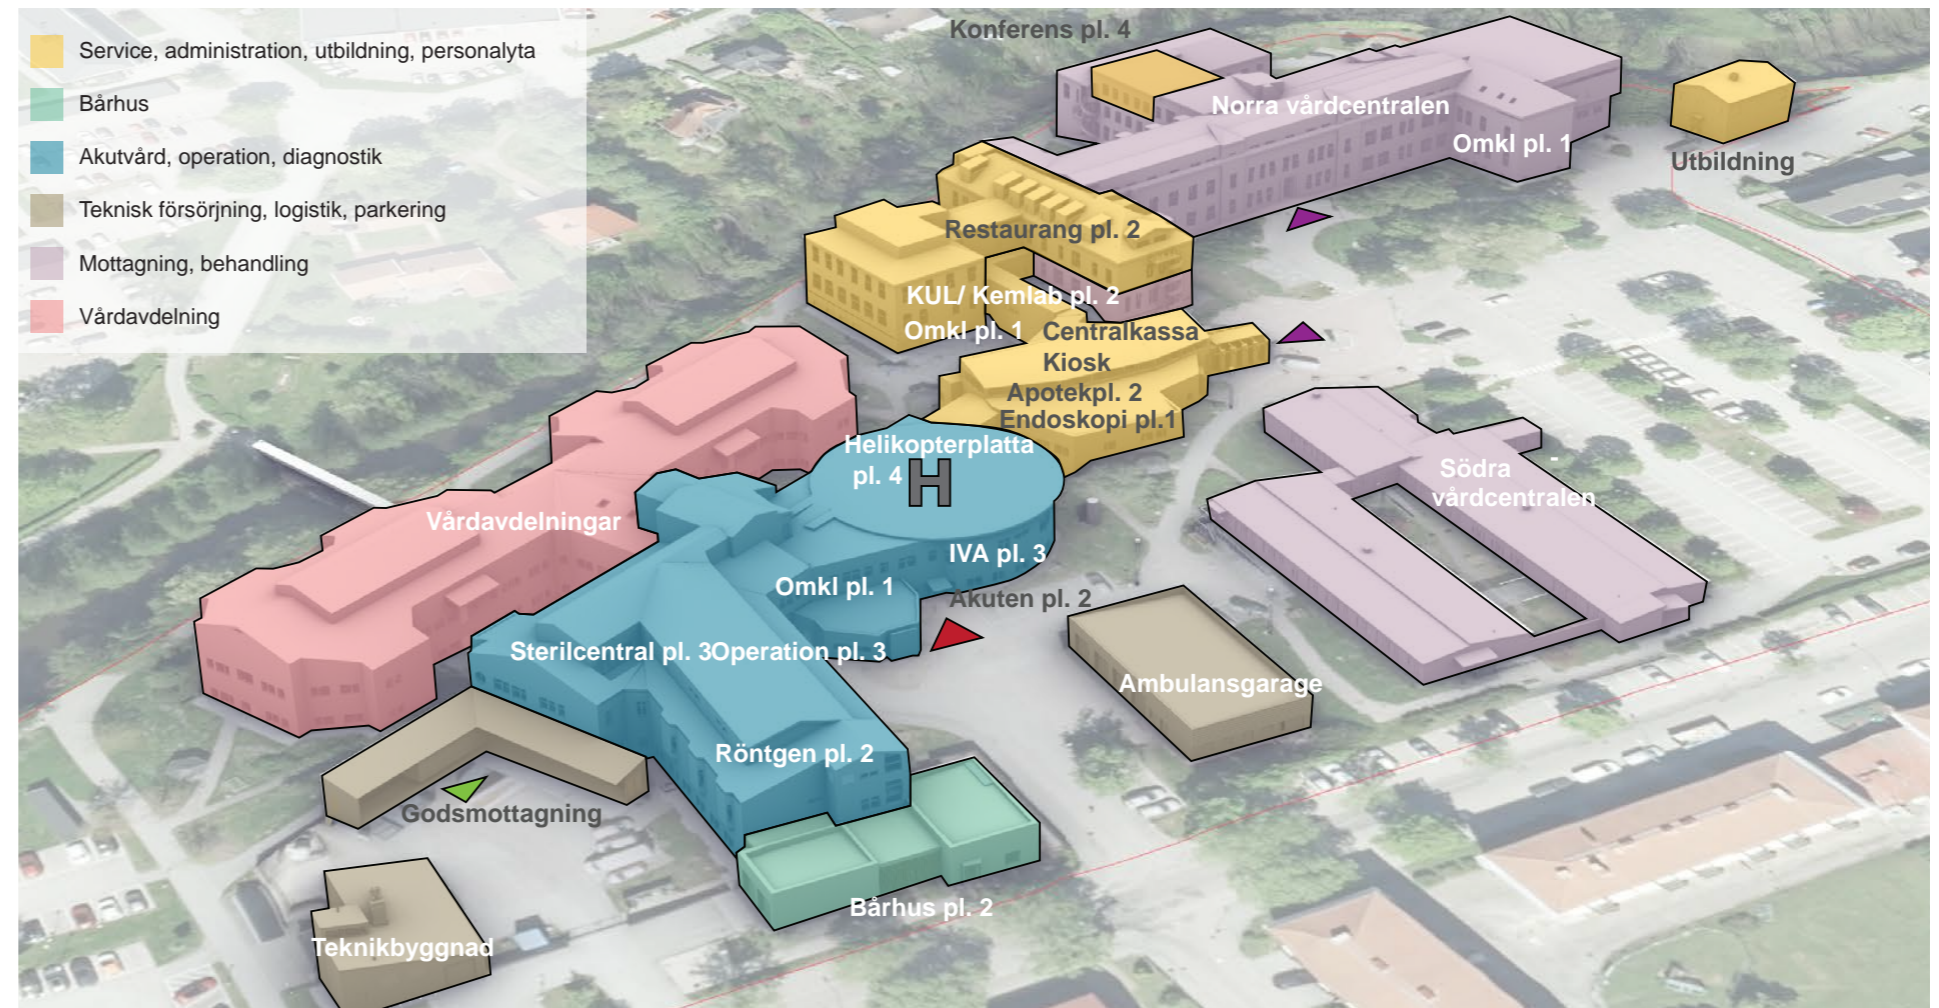 Konferens pl. 4
Service, administration, utbildning, personalyta
Bårhus
Akutvård, operation, diagnostik
Teknisk försörjning, logistik, parkering
Mottagning, behandling
Vårdavdelning
Norra vårdcentralen
Omkl pl. 1
Utbildning
Restaurang pl. 2
KUL/ Kemlab pl. 2
Omkl pl. 1
Centralkassa
Kiosk
Apotekpl. 2
Endoskopi pl.1
Helikopterplatta
pl. 4
H
Södra -
vårdcentralen
Vårdavdelningar
IVA pl. 3
Omkl pl. 1
Akuten pl. 2
Sterilcentral pl. 3Operation pl. 3
Ambulansgarage
Röntgen pl. 2
Godsmottagning
Bårhus pl. 2
Teknikbyggnad